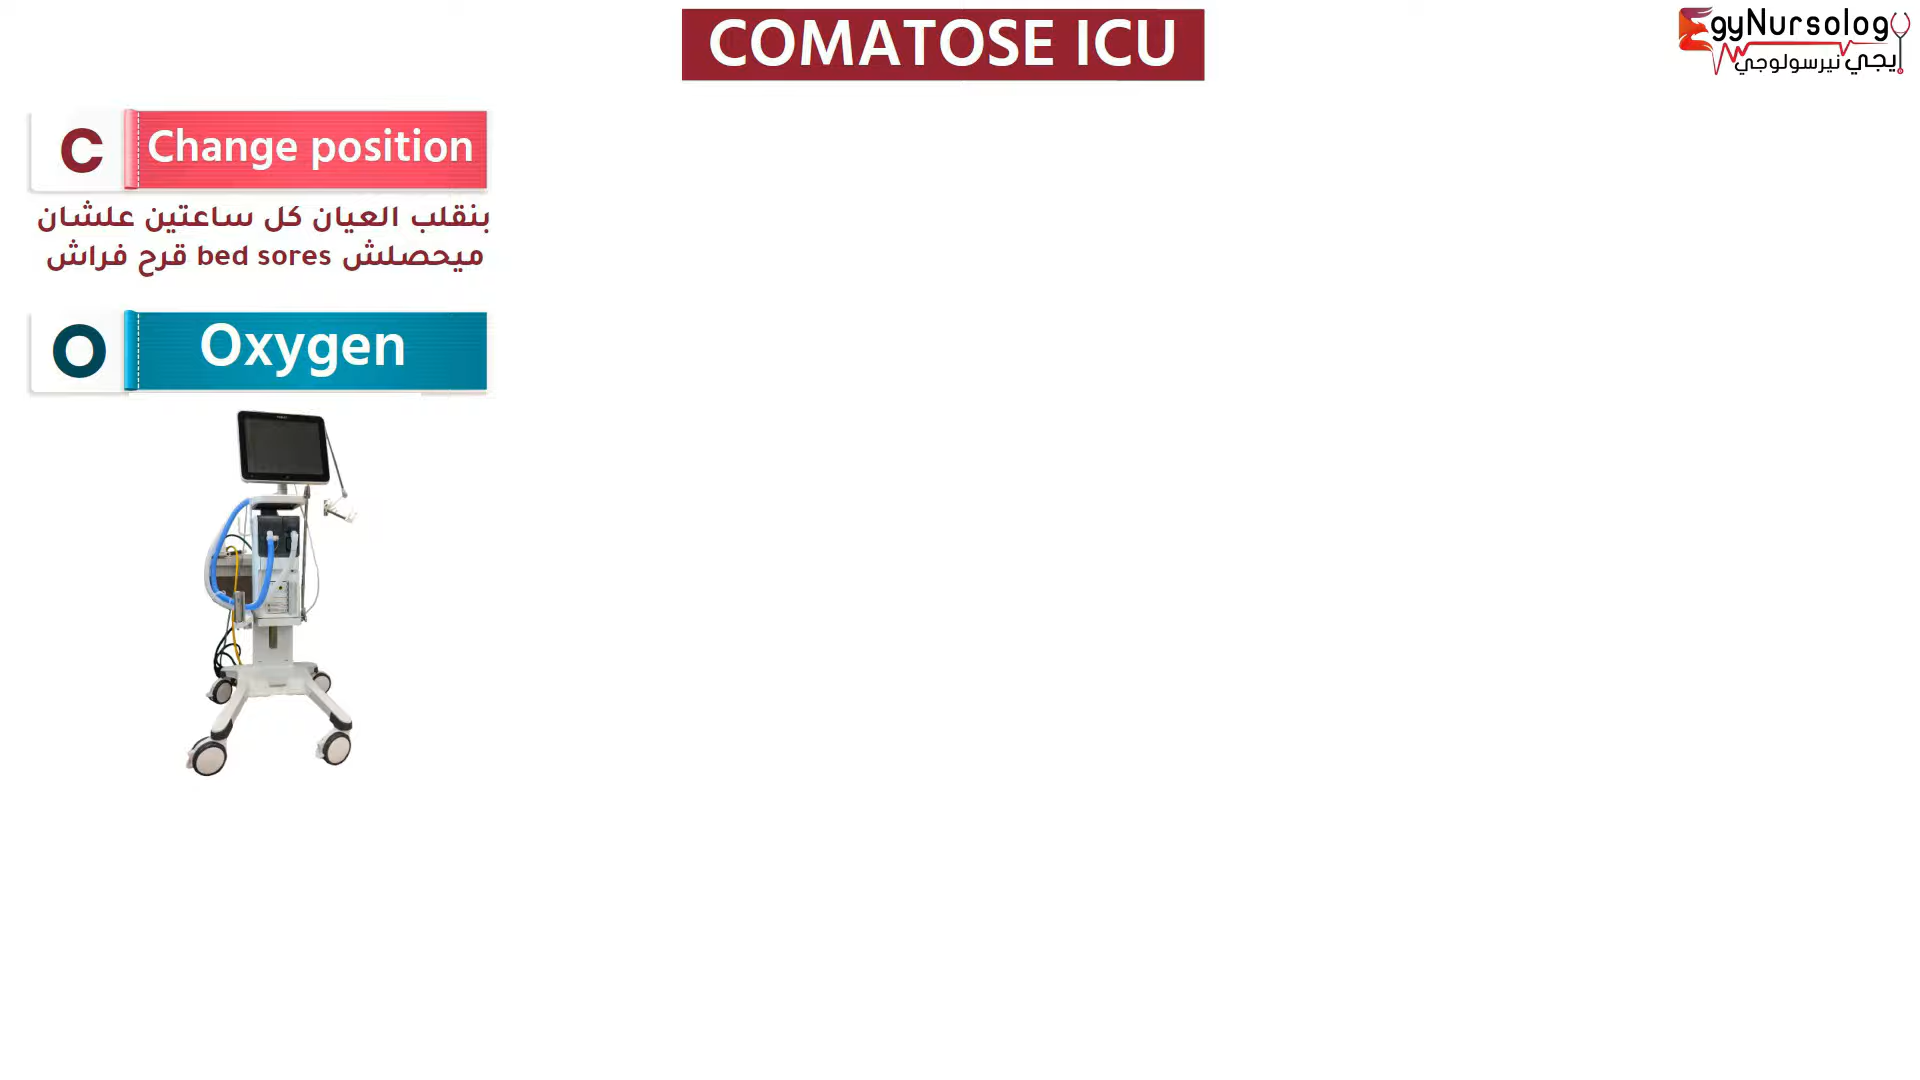 COMATOSE ICU
EgyNursology
إيجي نيرسولوجي
C Change position
بنقلب العيان كل ساعتين علشان
ميحصلش bed sores قرح فراش
O Oxygen